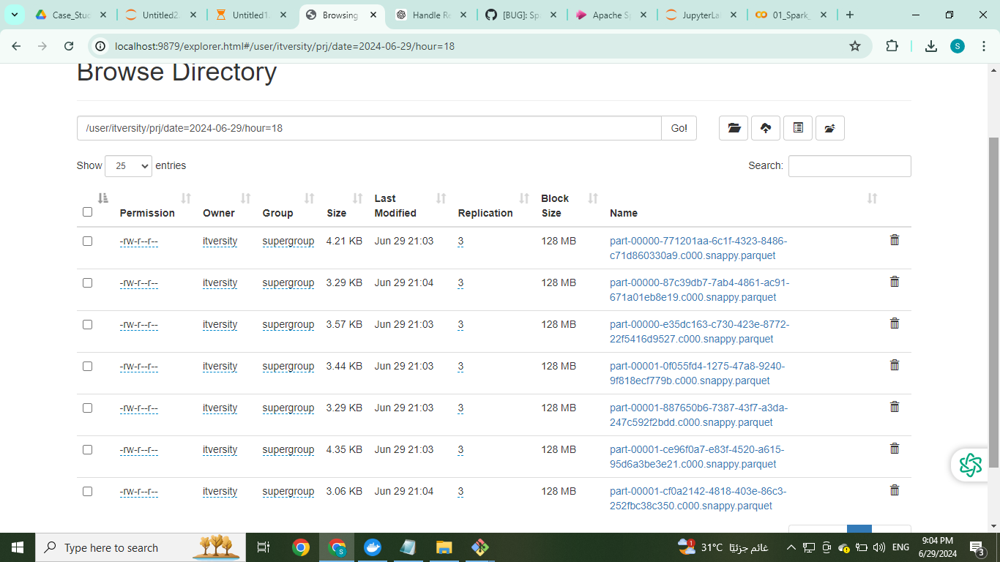 Case_Stud
Untitled2.
Untitled1
Browsing
Handle Re
[BUG]: Sp
Apache Sp
JupyterLa
01_Spark_
localhost:9879/explorer.html#/user/itversity/prj/date=2024-06-29/hour=18
S
Browse Directory
/user/itversity/prj/date=2024-06-29/hour=18
Go!
Show 25 entries
Search:
Permission Owner Group Size Last Modified Replication Block Size Name
-rw-r--r-- itversity supergroup 4.21 KB Jun 29 21:03 3 128 MB part-00000-771201aa-6c1f-4323-8486-
c71d860330a9.c000.snappy.parquet
-rw-r--r-- itversity supergroup 3.29 KB Jun 29 21:04 3 128 MB part-00000-87c39db7-7ab4-4861-ac91-
671a01eb8e19.c000.snappy.parquet
-rw-r--r-- itversity supergroup 3.57 KB Jun 29 21:03 3 128 MB part-00000-e35dc163-c730-423e-8772-
22f5416d9527.c000.snappy.parquet
-rw-r--r-- itversity supergroup 3.44 KB Jun 29 21:03 3 128 MB part-00001-0f055fd4-1275-47a8-9240-
9f818ecf779b.c000.snappy.parquet
-rw-r--r-- itversity supergroup 3.29 KB Jun 29 21:03 3 128 MB part-00001-887650b6-7387-43f7-a3da-
247c592f2bdd.c000.snappy.parquet
-rw-r--r-- itversity supergroup 4.35 KB Jun 29 21:03 3 128 MB part-00001-ce96f0a7-e83f-4520-a615-
95d6a3be3e21.c000.snappy.parquet
-rw-r--r-- itversity supergroup 3.06 KB Jun 29 21:04 3 128 MB part-00001-cf0a2142-4818-403e-86c3-
252fbc38c350.c000.snappy.parquet
Type here to search
S
1
31°C غائم جزئيًا
ENG
9:04 PM
6/29/2024
3